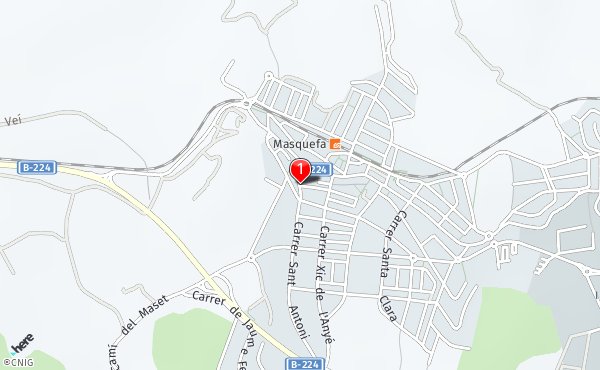 Veí
Masquefa
B-224
1
B-224
Carrer Sant Antoni
Carrer Xic de l'Anyé
Carrer Santa Clara
Carrer de Jaume Fe
Camí del Maset
B-224
here
©CNIG